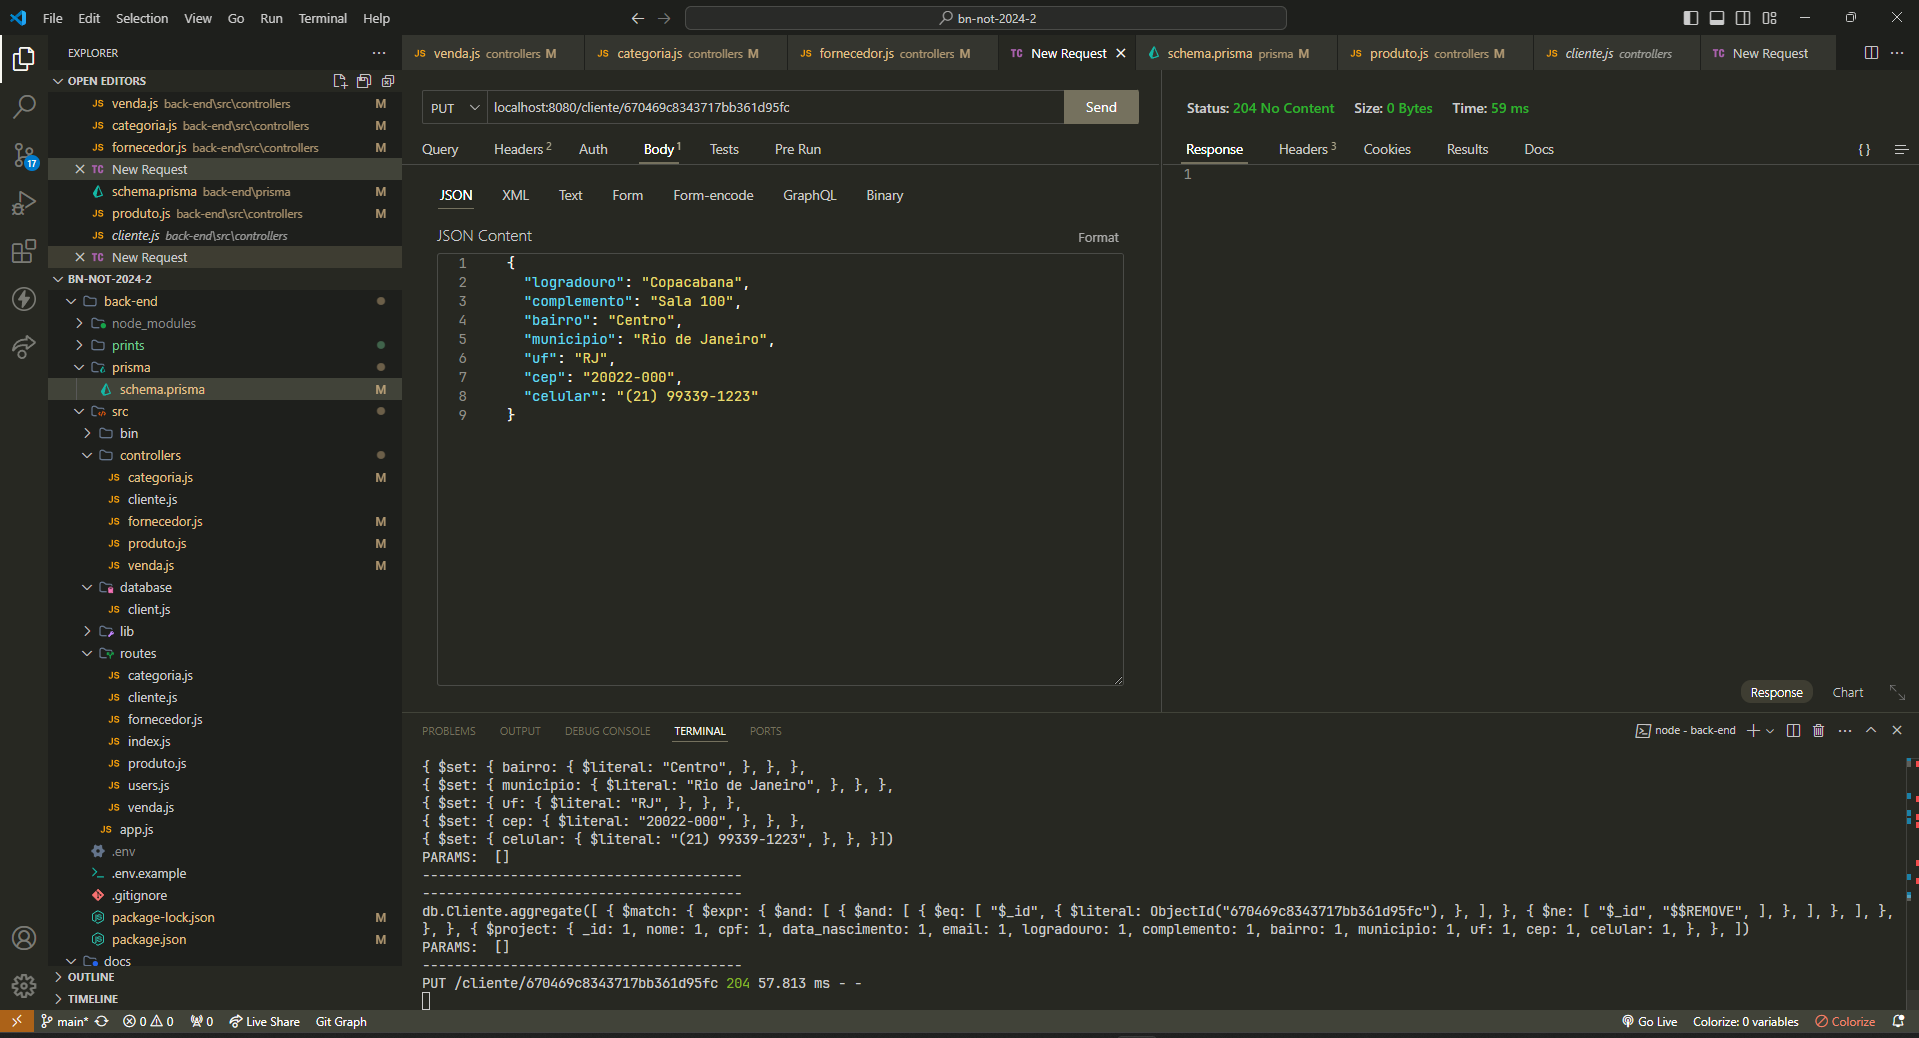 File Edit Selection View Go Run Terminal Help
bn-not-2024-2
EXPLORER
OPEN EDITORS
JS venda.js back-end\src\controllers M
JS categoria.js back-end\src\controllers M
JS fornecedor.js back-end\src\controllers M
TC New Request
schema.prisma back-end\prisma M
JS produto.js back-end\src\controllers M
JS cliente.js back-end\src\controllers
TC New Request
BN-NOT-2024-2
back-end
node_modules
prints
prisma
schema.prisma M
src
bin
controllers
JS categoria.js M
JS cliente.js
JS fornecedor.js M
JS produto.js M
JS venda.js M
database
JS client.js
lib
routes
JS categoria.js
JS cliente.js
JS fornecedor.js
JS index.js
JS produto.js
JS users.js
JS venda.js
JS app.js
.env
.env.example
.gitignore
package-lock.json M
package.json M
docs
OUTLINE
TIMELINE
17
JS venda.js controllers M JS categoria.js controllers M JS fornecedor.js controllers M TC New Request schema.prisma prisma M JS produto.js controllers M JS cliente.js controllers TC New Request
PUT localhost:8080/cliente/670469c8343717bb361d95fc Send
Query Headers 2 Auth Body 1 Tests Pre Run
JSON XML Text Form Form-encode GraphQL Binary
JSON Content Format
1 {
2 "logradouro": "Copacabana",
3 "complemento": "Sala 100",
4 "bairro": "Centro",
5 "municipio": "Rio de Janeiro",
6 "uf": "RJ",
7 "cep": "20022-000",
8 "celular": "(21) 99339-1223"
9 }
Status: 204 No Content Size: 0 Bytes Time: 59 ms
Response Headers 3 Cookies Results Docs {}
1
Response Chart
PROBLEMS OUTPUT DEBUG CONSOLE TERMINAL PORTS
node - back-end
{ $set: { bairro: { $literal: "Centro", }, }, },
{ $set: { municipio: { $literal: "Rio de Janeiro", }, }, },
{ $set: { uf: { $literal: "RJ", }, }, },
{ $set: { cep: { $literal: "20022-000", }, }, },
{ $set: { celular: { $literal: "(21) 99339-1223", }, }, }])
PARAMS: []
----------------------------------------
----------------------------------------
db.Cliente.aggregate([ { $match: { $expr: { $and: [ { $and: [ { $eq: [ "$_id", { $literal: ObjectId("670469c8343717bb361d95fc"), }, ], }, { $ne: [ "$_id", "$$REMOVE", ], }, ], }, ], },
}, }, { $project: { _id: 1, nome: 1, cpf: 1, data_nascimento: 1, email: 1, logradouro: 1, complemento: 1, bairro: 1, municipio: 1, uf: 1, cep: 1, celular: 1, }, }, ])
PARAMS: []
----------------------------------------
PUT /cliente/670469c8343717bb361d95fc 204 57.813 ms - -
main* 0 0 0 Live Share Git Graph
Go Live Colorize: 0 variables Colorize